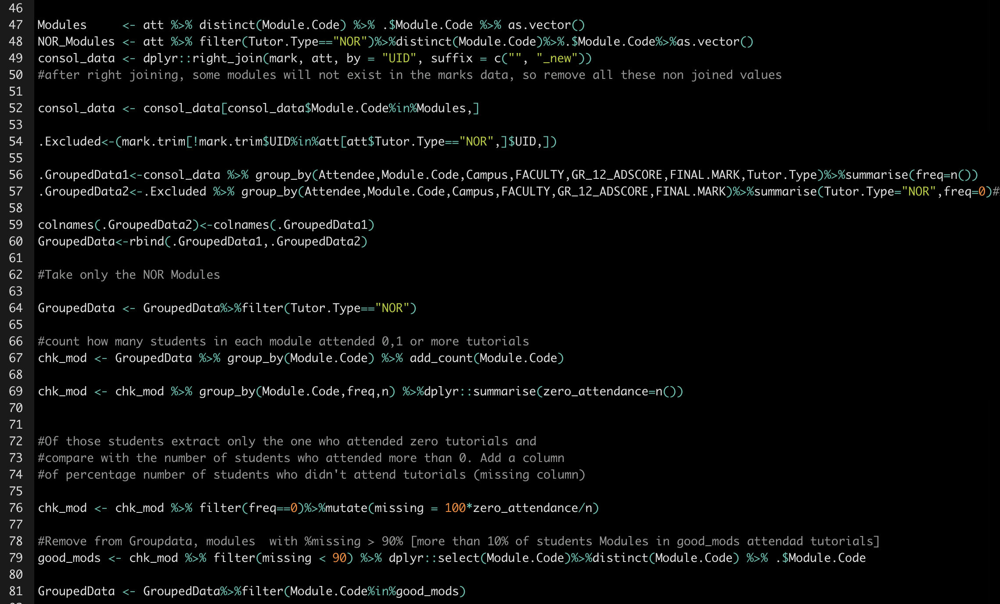 46
47 Modules     <- att %>% distinct(Module.Code) %>% .$Module.Code %>% as.vector()
48 NOR_Modules <- att %>% filter(Tutor.Type=="NOR")%>%distinct(Module.Code)%>%.$Module.Code%>%as.vector()
49 consol_data <- dplyr::right_join(mark, att, by = "UID", suffix = c("", "_new"))
50 #after right joining, some modules will not exist in the marks data, so remove all these non joined values
51
52 consol_data <- consol_data[consol_data$Module.Code%in%Modules,]
53
54 .Excluded<-(mark.trim[!mark.trim$UID%in%att[att$Tutor.Type=="NOR",]$UID,])
55
56 .GroupedData1<-consol_data %>% group_by(Attendee,Module.Code,Campus,FACULTY,GR_12_ADSCORE,FINAL.MARK,Tutor.Type)%>%summarise(freq=n())
57 .GroupedData2<-.Excluded %>% group_by(Attendee,Module.Code,Campus,FACULTY,GR_12_ADSCORE,FINAL.MARK)%>%summarise(Tutor.Type="NOR",freq=0)#
58
59 colnames(.GroupedData2)<-colnames(.GroupedData1)
60 GroupedData<-rbind(.GroupedData1,.GroupedData2)
61
62 #Take only the NOR Modules
63
64 GroupedData <- GroupedData%>%filter(Tutor.Type=="NOR")
65
66 #count how many students in each module attended 0,1 or more tutorials
67 chk_mod <- GroupedData %>% group_by(Module.Code) %>% add_count(Module.Code)
68
69 chk_mod <- chk_mod %>% group_by(Module.Code,freq,n) %>%dplyr::summarise(zero_attendance=n())
70
71
72 #Of those students extract only the one who attended zero tutorials and
73 #compare with the number of students who attended more than 0. Add a column
74 #of percentage number of students who didn't attend tutorials (missing column)
75
76 chk_mod <- chk_mod %>% filter(freq==0)%>%mutate(missing = 100*zero_attendance/n)
77
78 #Remove from Groupdata, modules  with %missing > 90% [more than 10% of students Modules in good_mods attendad tutorials]
79 good_mods <- chk_mod %>% filter(missing < 90) %>% dplyr::select(Module.Code)%>%distinct(Module.Code) %>% .$Module.Code
80
81 GroupedData <- GroupedData%>%filter(Module.Code%in%good_mods)